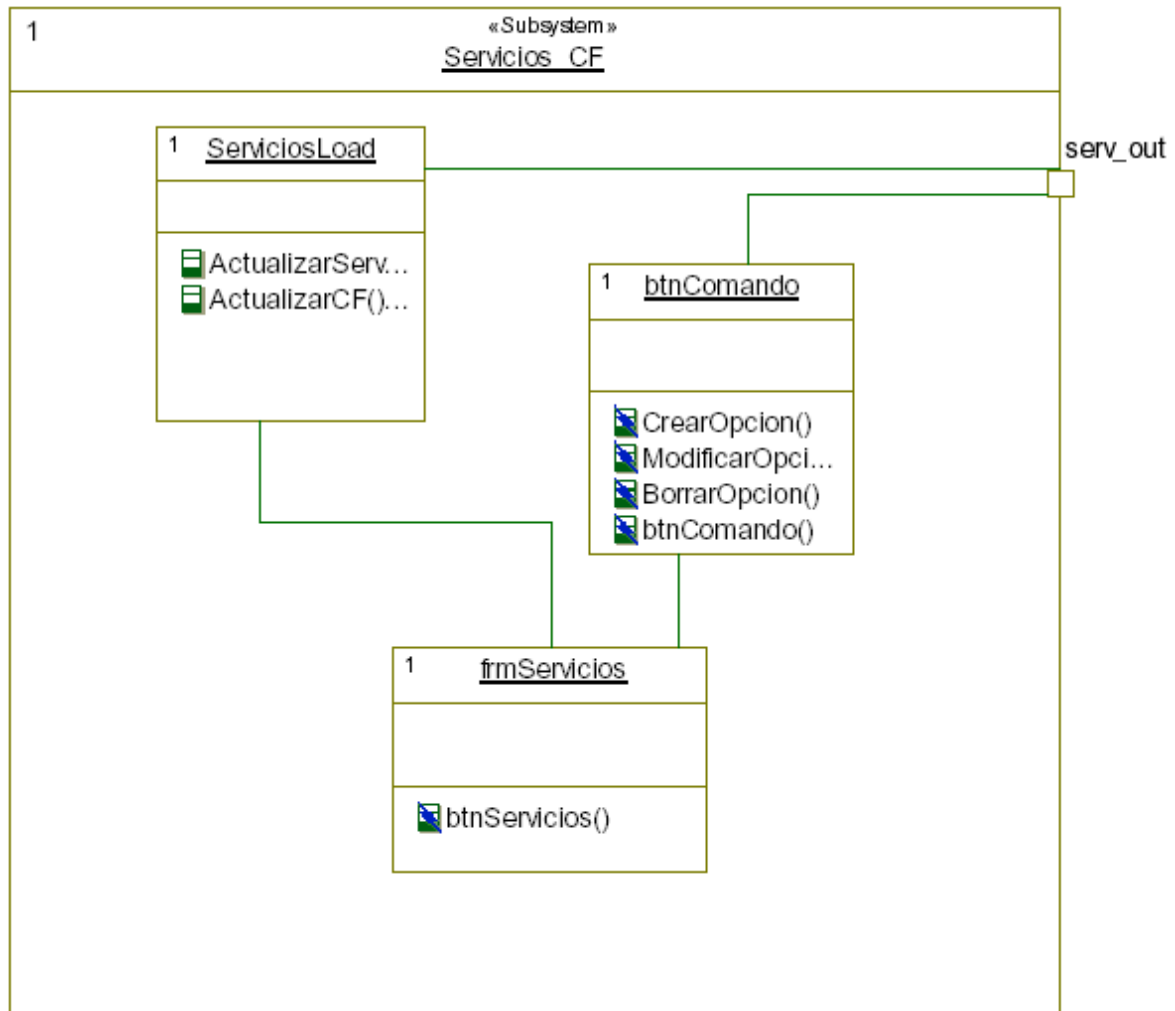 1
«Subsystem»
Servicios_CF
1 ServiciosLoad
serv_out
ActualizarServ...
ActualizarCF()...
1 btnComando
CrearOpcion()
ModificarOpci...
BorrarOpcion()
btnComando()
1 frmServicios
btnServicios()